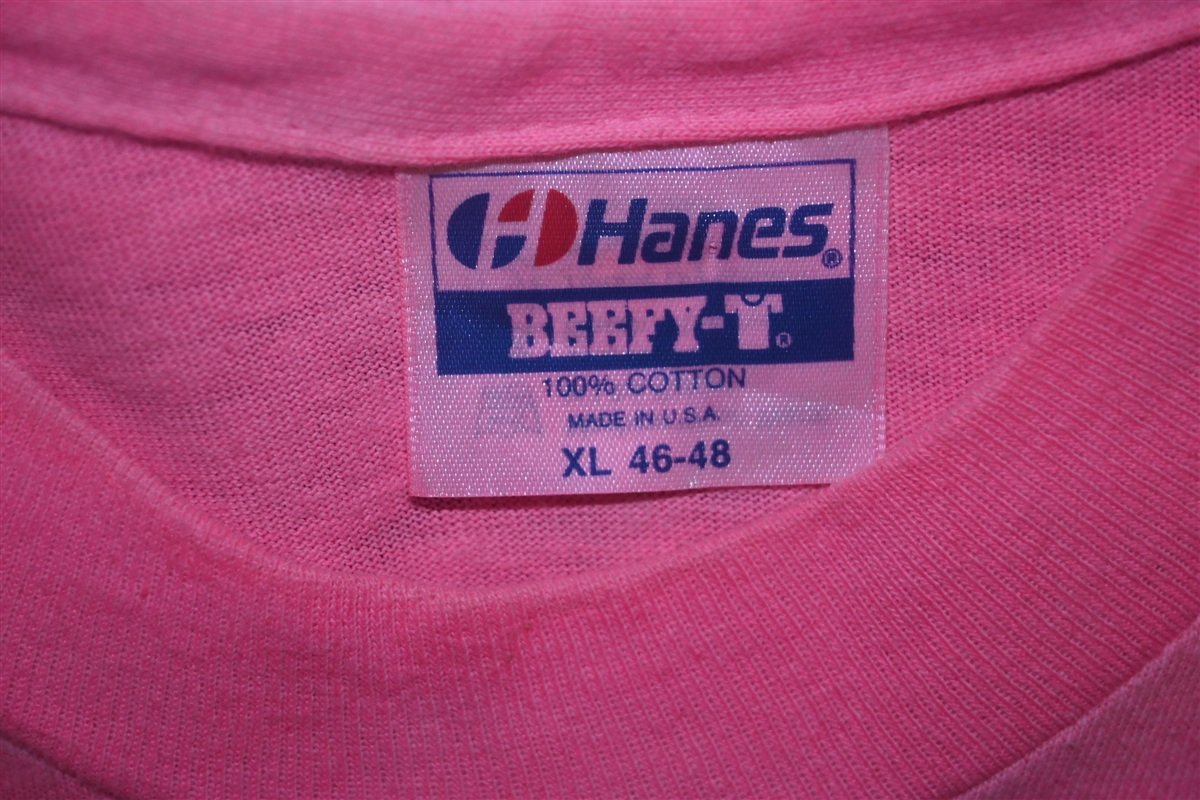 Hanes®
BEEFY-T®
100% COTTON
MADE IN U.S.A.
XL 46-48